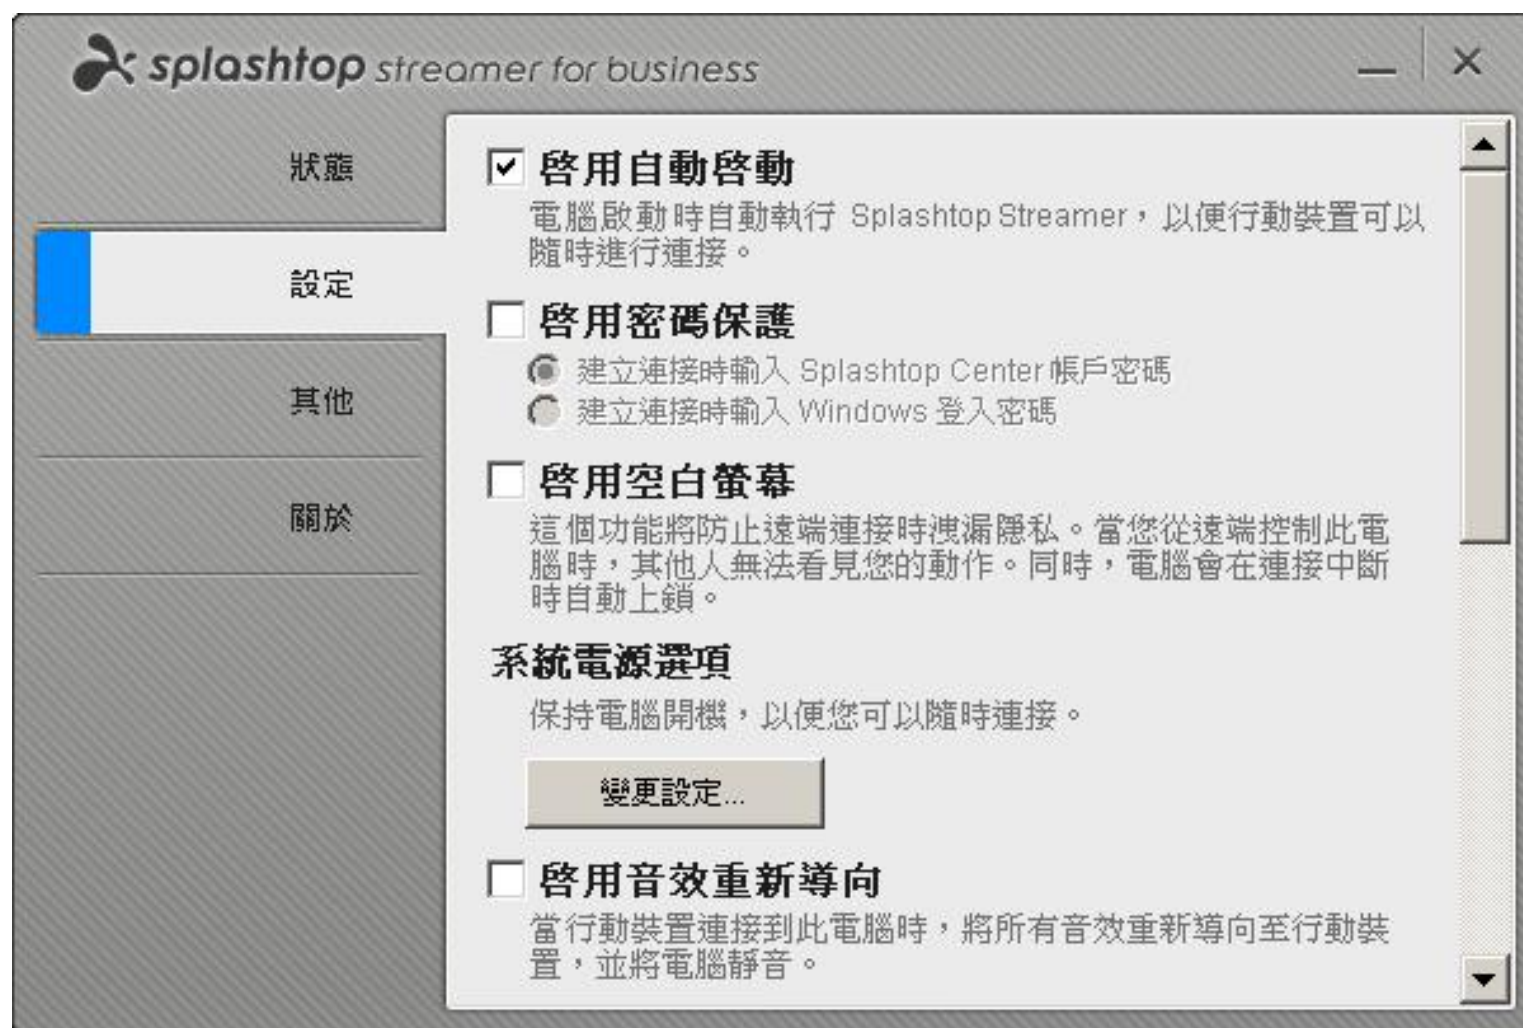 splashtop streamer for business
狀態
設定
其他
關於
啓用自動啓動
電腦啟動時自動執行 Splashtop Streamer，以便行動裝置可以
隨時進行連接。
啓用密碼保護
建立連接時輸入 Splashtop Center 帳戶密碼
建立連接時輸入 Windows 登入密碼
啓用空白螢幕
這個功能將防止遠端連接時洩漏隱私。當您從遠端控制此電
腦時，其他人無法看見您的動作。同時，電腦會在連接中斷
時自動上鎖。
系統電源選項
保持電腦開機，以便您可以隨時連接。
變更設定...
啓用音效重新導向
當行動裝置連接到此電腦時，將所有音效重新導向至行動裝
置，並將電腦靜音。